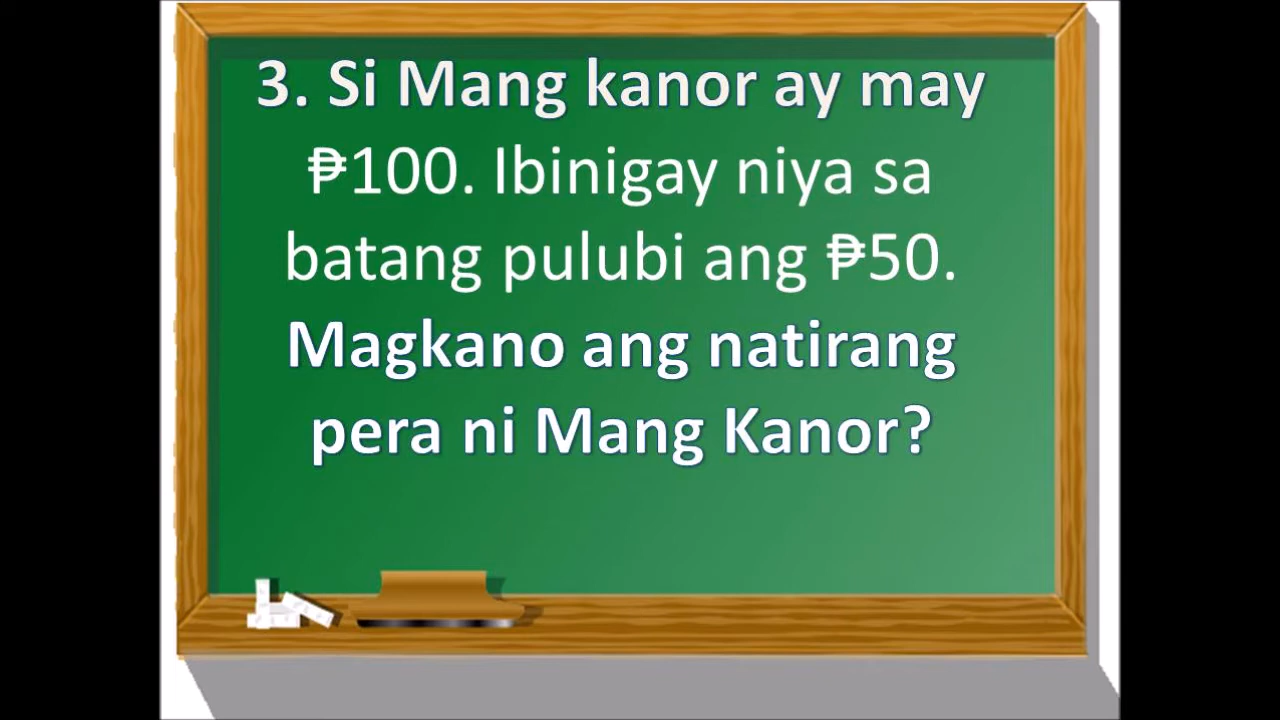 3. Si Mang kanor ay may
₱100. Ibinigay niya sa
batang pulubi ang ₱50.
Magkano ang natirang
pera ni Mang Kanor?